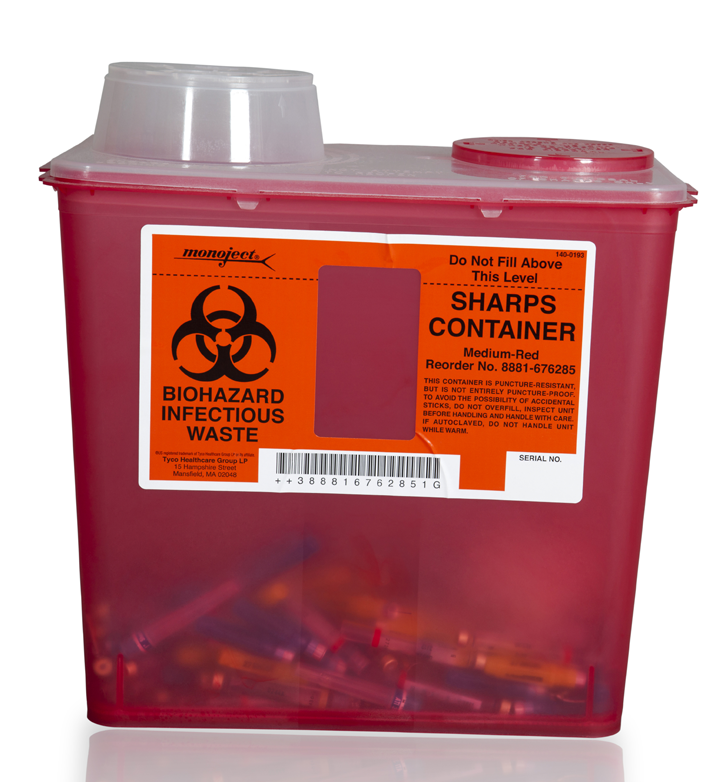 monoject®
140-0193
Do Not Fill Above
This Level
SHARPS
CONTAINER
Medium-Red
Reorder No. 8881-676285
THIS CONTAINER IS PUNCTURE-RESISTANT,
BUT IS NOT ENTIRELY PUNCTURE-PROOF.
TO AVOID THE POSSIBILITY OF ACCIDENTAL
STICKS, DO NOT OVERFILL, INSPECT UNIT
BEFORE HANDLING AND HANDLE WITH CARE.
IF AUTOCLAVED, DO NOT HANDLE UNIT
WHILE WARM.
BIOHAZARD
INFECTIOUS
WASTE
Tyco Healthcare Group LP
15 Hampshire Street
Mansfield, MA 02048
++388816762851G
SERIAL NO.